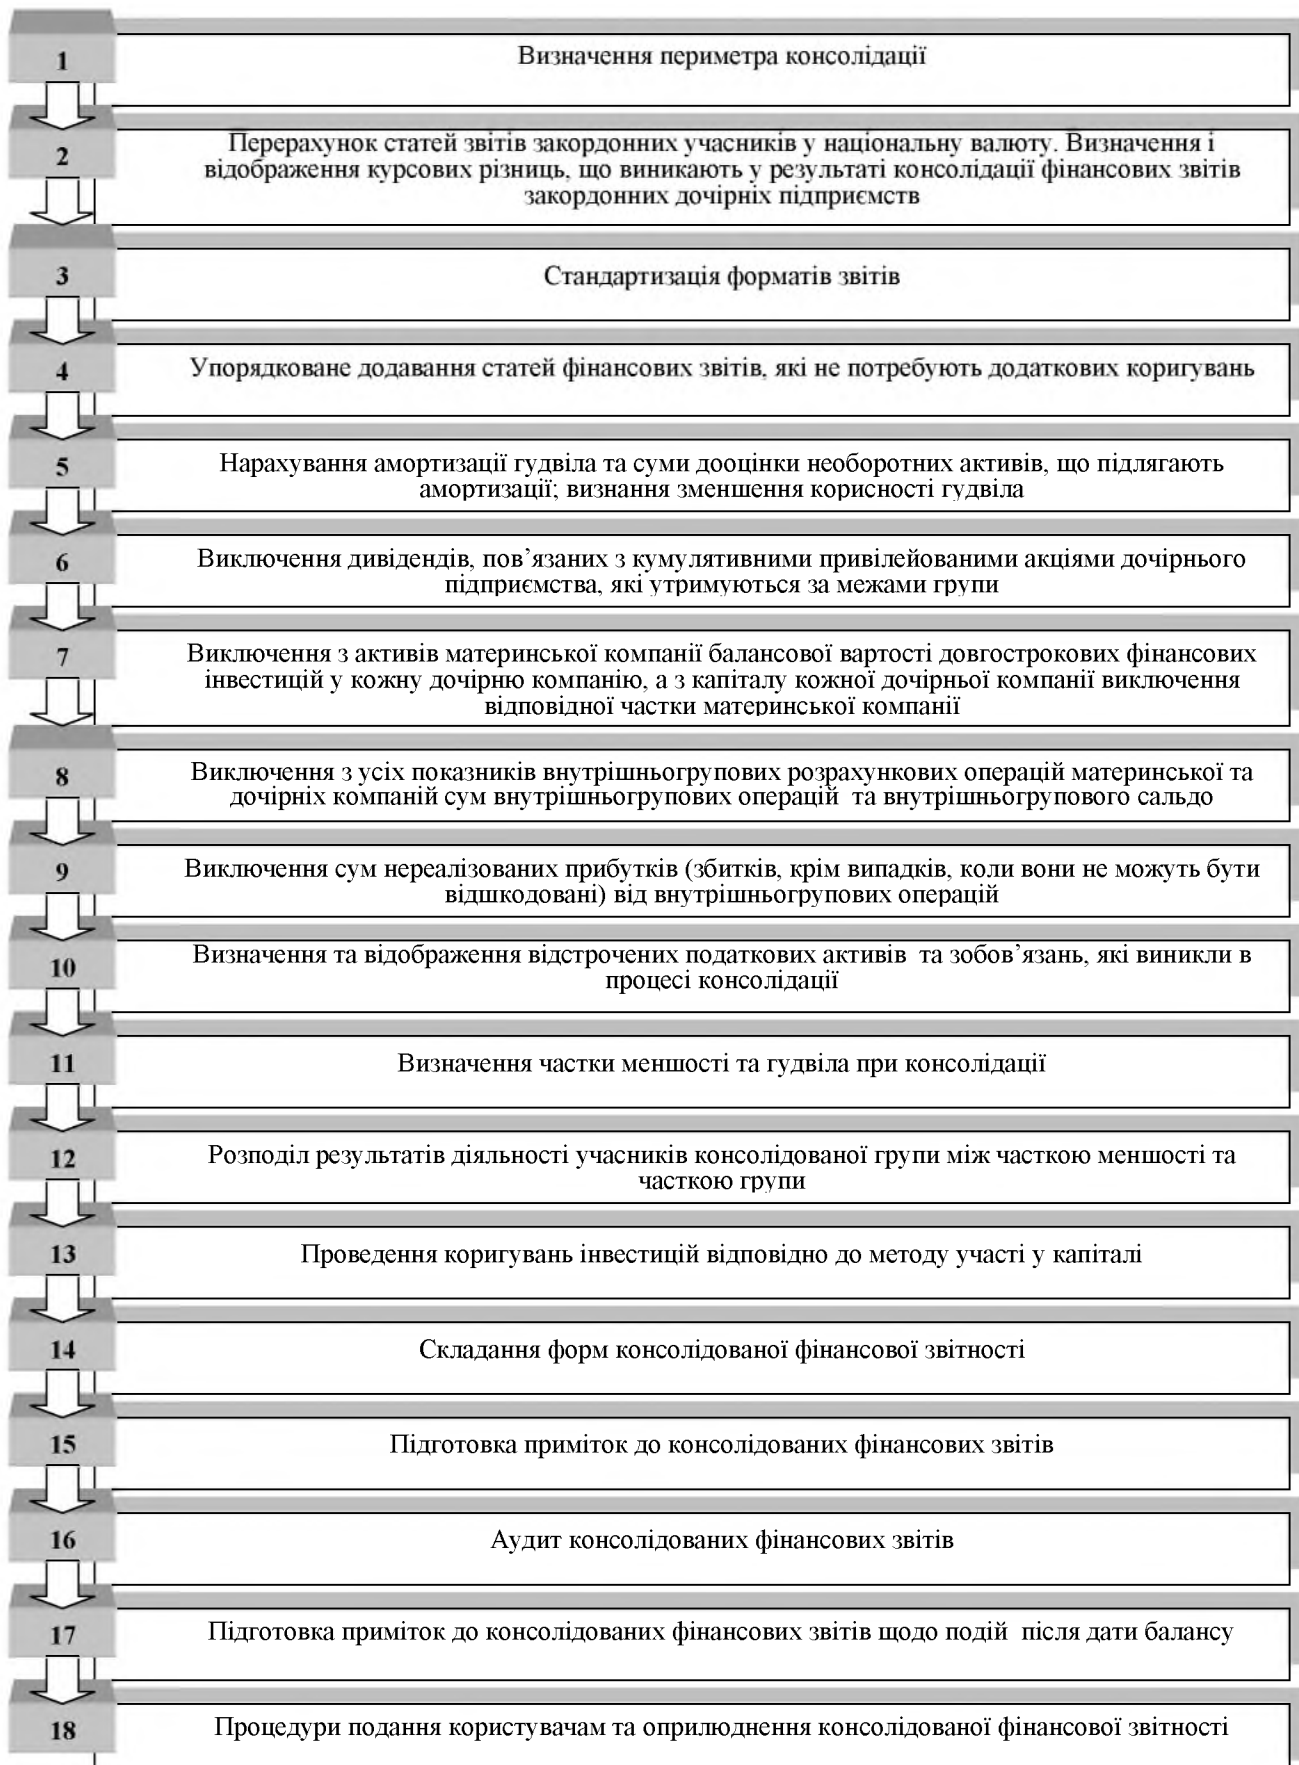 1
Визначення периметра консолідації
2
Перерахунок статей звітів закордонних учасників у національну валюту. Визначення і
відображення курсових різниць, що виникають у результаті консолідації фінансових звітів
закордонних дочірніх підприємств
3
Стандартизація форматів звітів
4
Упорядковане додавання статей фінансових звітів, які не потребують додаткових коригувань
5
Нарахування амортизації гудвіла та суми дооцінки необоротних активів, що підлягають
амортизації; визнання зменшення корисності гудвіла
6
Виключення дивідендів, пов’язаних з кумулятивними привілейованими акціями дочірнього
підприємства, які утримуються за межами групи
7
Виключення з активів материнської компанії балансової вартості довгострокових фінансових
інвестицій у кожну дочірню компанію, а з капіталу кожної дочірньої компанії виключення
відповідної частки материнської компанії
8
Виключення з усіх показників внутрішньогрупових розрахункових операцій материнської та
дочірніх компаній сум внутрішньогрупових операцій та внутрішньогрупового сальдо
9
Виключення сум нереалізованих прибутків (збитків, крім випадків, коли вони не можуть бути
відшкодовані) від внутрішньогрупових операцій
10
Визначення та відображення відстрочених податкових активів та зобов’язань, які виникли в
процесі консолідації
11
Визначення частки меншості та гудвіла при консолідації
12
Розподіл результатів діяльності учасників консолідованої групи між часткою меншості та
часткою групи
13
Проведення коригувань інвестицій відповідно до методу участі у капіталі
14
Складання форм консолідованої фінансової звітності
15
Підготовка приміток до консолідованих фінансових звітів
16
Аудит консолідованих фінансових звітів
17
Підготовка приміток до консолідованих фінансових звітів щодо подій після дати балансу
18
Процедури подання користувачам та оприлюднення консолідованої фінансової звітності